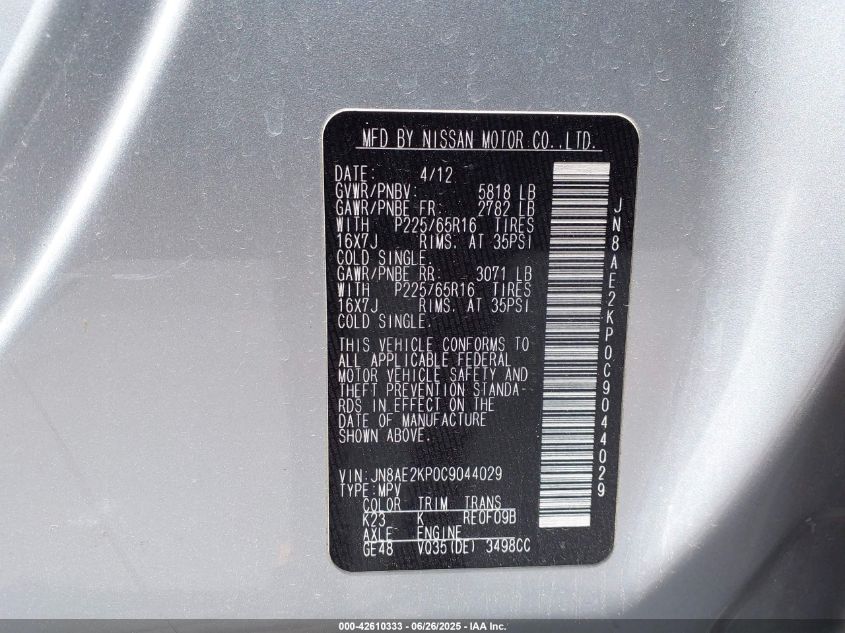 MFD BY NISSAN MOTOR CO.,LTD.
DATE: 4/12
GVWR/PNBV: 5818 LB
GAWR/PNBE FR: 2782 LB
WITH P225/65R16 TIRES
16X7J RIMS. AT 35PSI
COLD SINGLE.
GAWR/PNBE RR: 3071 LB
WITH P225/65R16 TIRES
16X7J RIMS. AT 35PSI
COLD SINGLE.
THIS VEHICLE CONFORMS TO
ALL APPLICABLE FEDERAL
MOTOR VEHICLE SAFETY AND
THEFT PREVENTION STANDA-
RDS IN EFFECT ON THE
DATE OF MANUFACTURE
SHOWN ABOVE.
VIN:JN8AE2KP0C9044029
TYPE:MPV
COLOR TRIM TRANS
K23 K RE0F09B
AXLE ENGINE
GE48 VQ35(DE) 3498CC
JN8AE2KP0C9044029
000-42610333 / 06/26/2025 - IAA Inc.